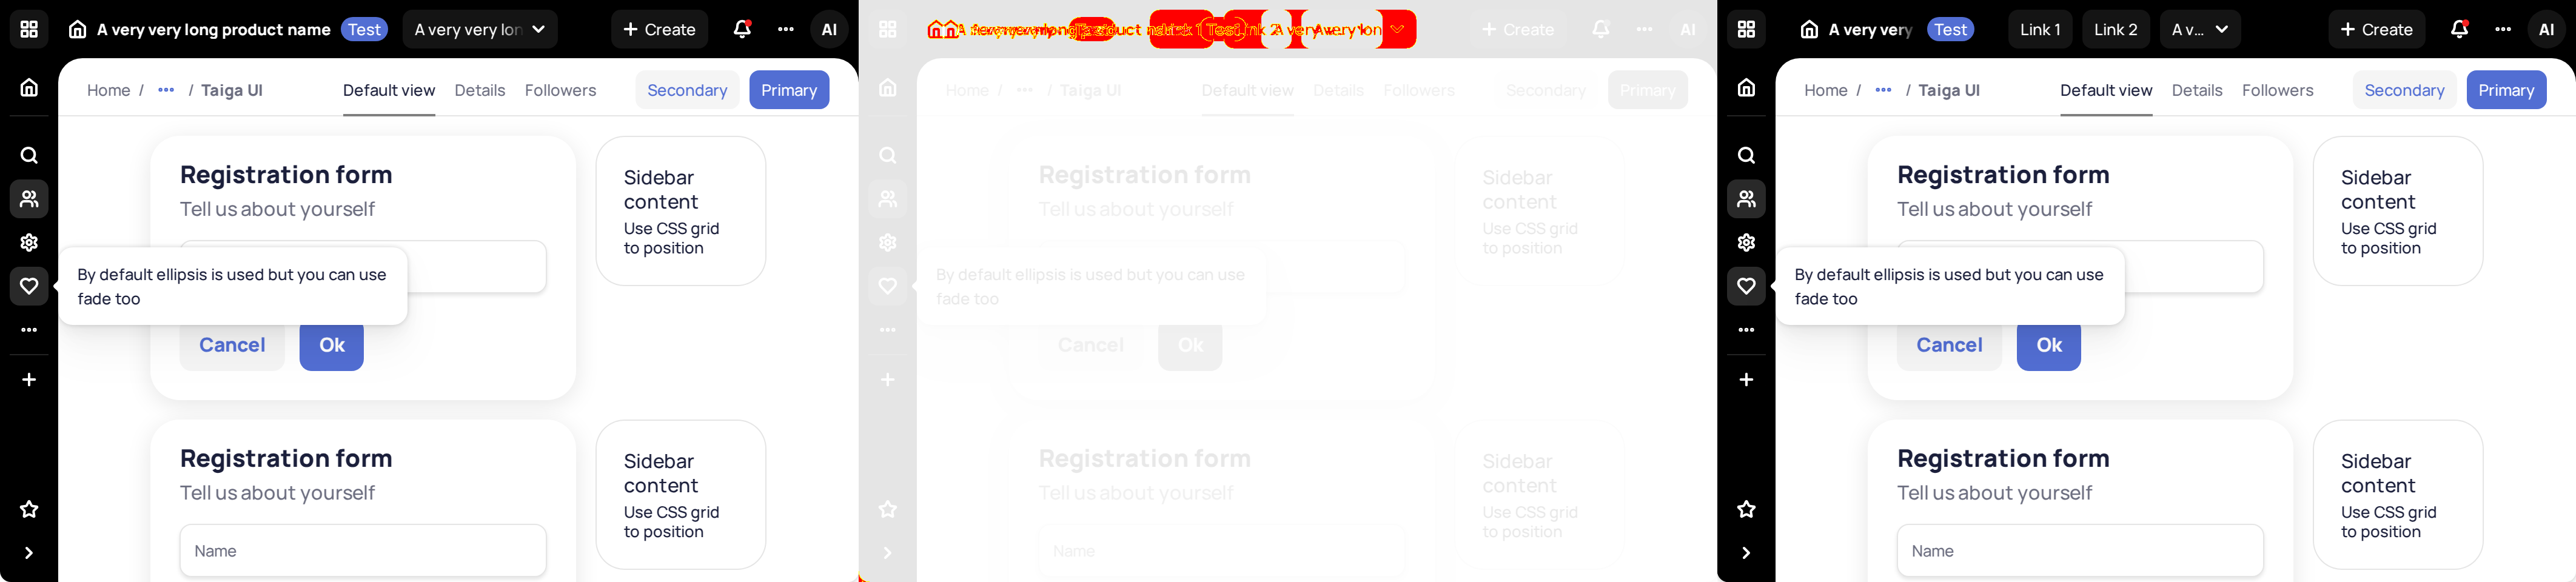 A very very long product name Test A very very lon Create AI
Home / ... / Taiga UI Default view Details Followers Secondary Primary
Registration form
Tell us about yourself
By default ellipsis is used but you can use
fade too
Cancel Ok
Sidebar
content
Use CSS grid
to position
Registration form
Tell us about yourself
Name
Sidebar
content
Use CSS grid
to position
Create AI
Home / ... / Taiga UI Default view Details Followers Secondary Primary
Registration form
Tell us about yourself
By default ellipsis is used but you can use
fade too
Cancel Ok
Sidebar
content
Use CSS grid
to position
Registration form
Tell us about yourself
Name
Sidebar
content
Use CSS grid
to position
A very very Test Link 1 Link 2 A v... Create AI
Home / ... / Taiga UI Default view Details Followers Secondary Primary
Registration form
Tell us about yourself
By default ellipsis is used but you can use
fade too
Cancel Ok
Sidebar
content
Use CSS grid
to position
Registration form
Tell us about yourself
Name
Sidebar
content
Use CSS grid
to position